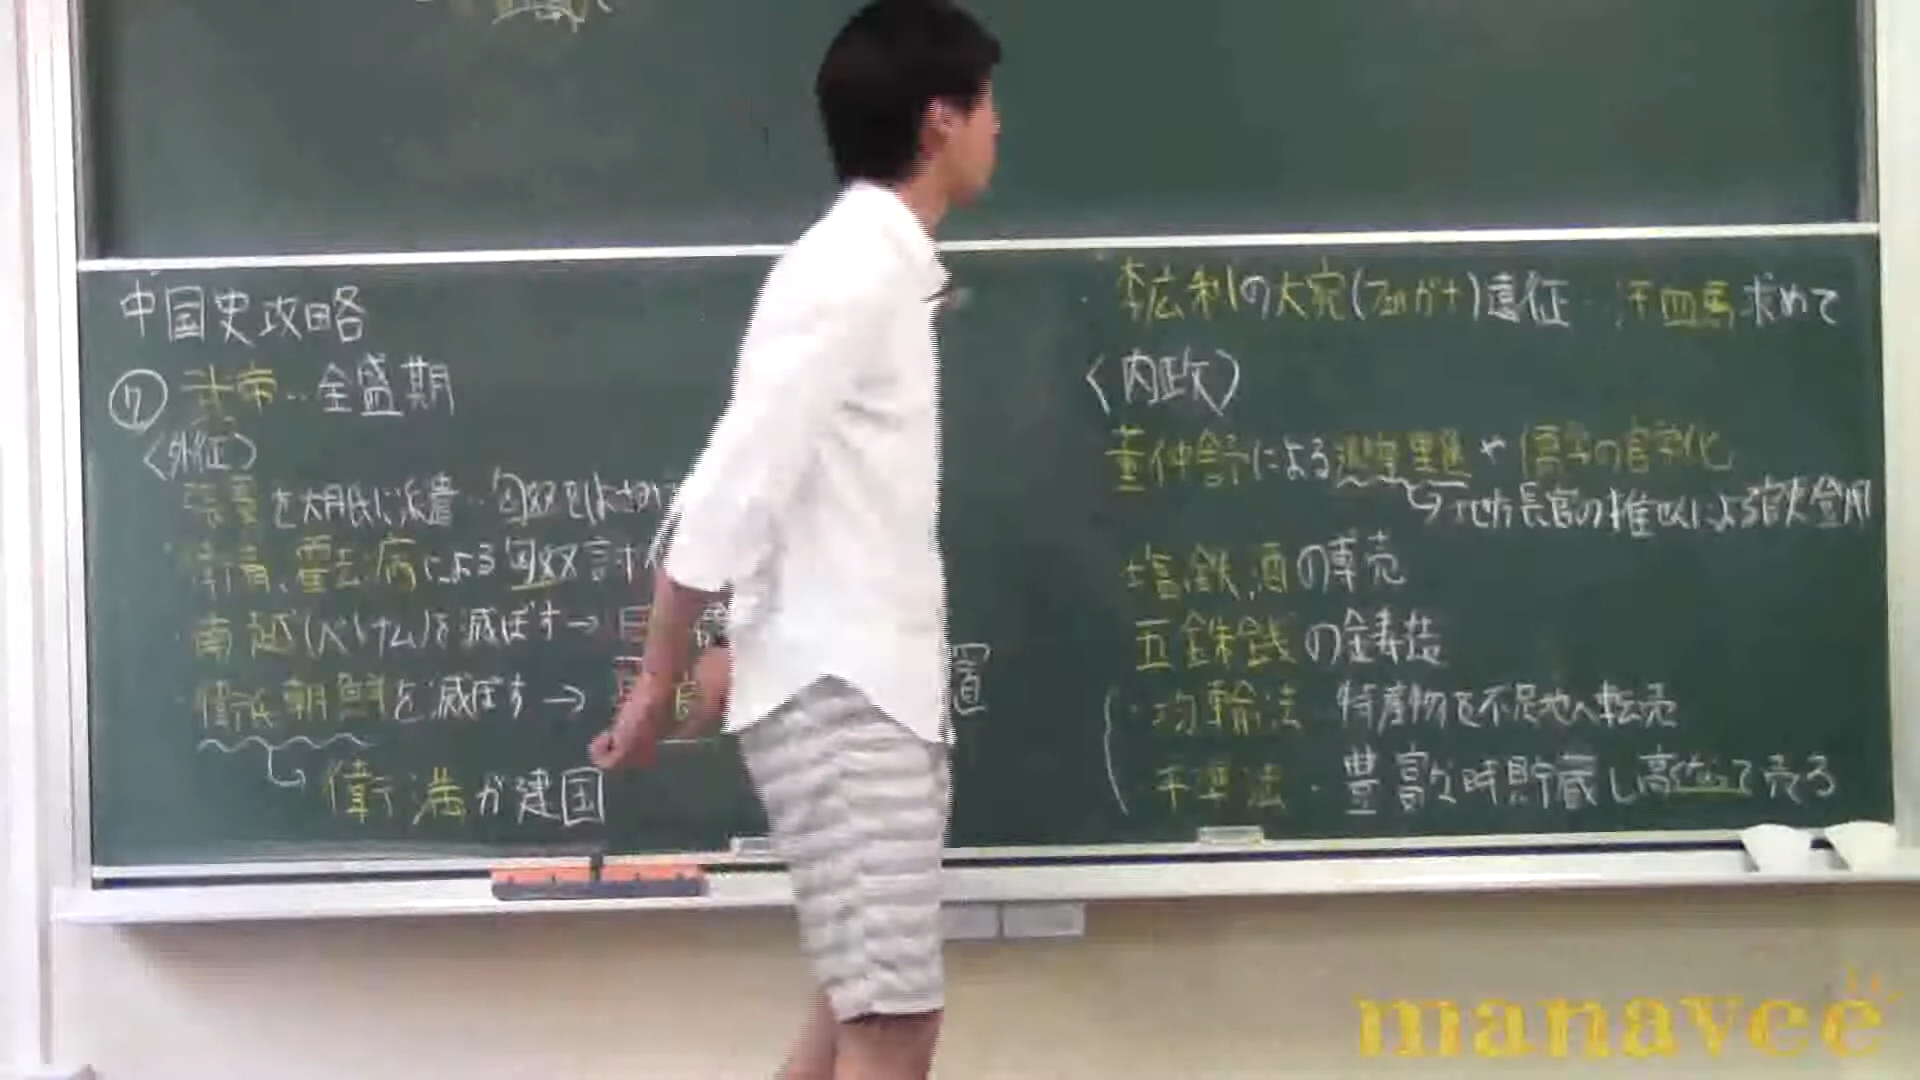 中国史攻略
⑦ 武帝‥全盛期
〈外征〉
張騫を大月氏に派遣‥匈奴をはさみ
・衛青、霍去病による匈奴討
・南越(ベトナム)を滅ぼす→
・衛氏朝鮮を滅ぼす→ 置
衛満が建国
・李広利の大宛(フェルガナ)遠征‥汗血馬求めて
〈内政〉
董仲舒による郷挙里選や儒学の官学化
地方長官の推せんによる官吏登用
塩、鉄、酒の専売
五銖銭の鋳造
・均輸法‥特産物を不足地へ転売
・平準法・豊富な時貯蔵し高値で売る
manavee